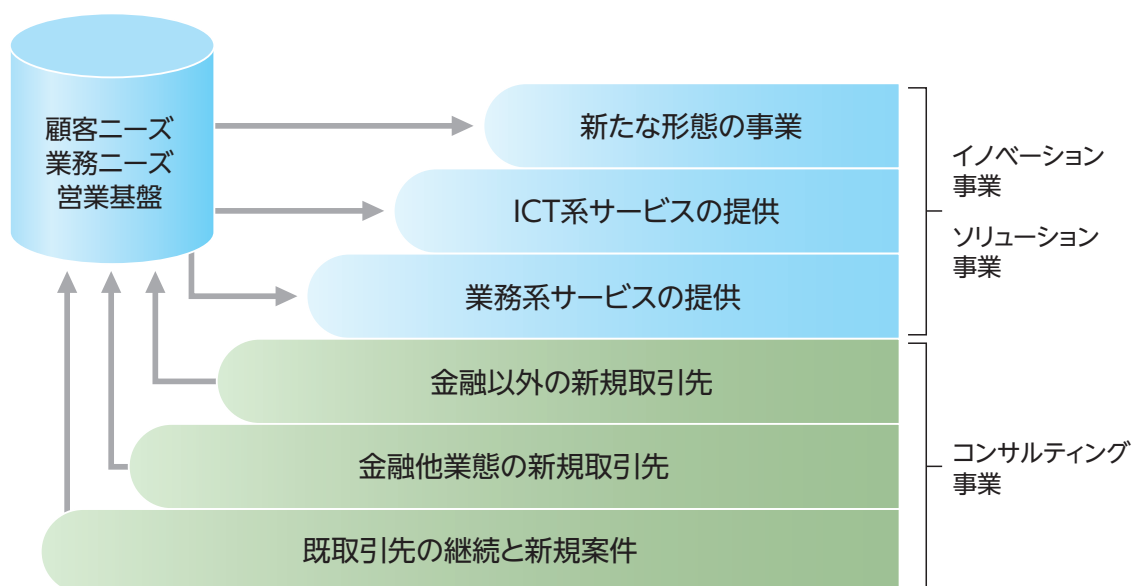 顧客ニーズ
業務ニーズ
営業基盤
新たな形態の事業
ICT系サービスの提供
業務系サービスの提供
金融以外の新規取引先
金融他業態の新規取引先
既取引先の継続と新規案件
イノベーション
事業
ソリューション
事業
コンサルティング
事業